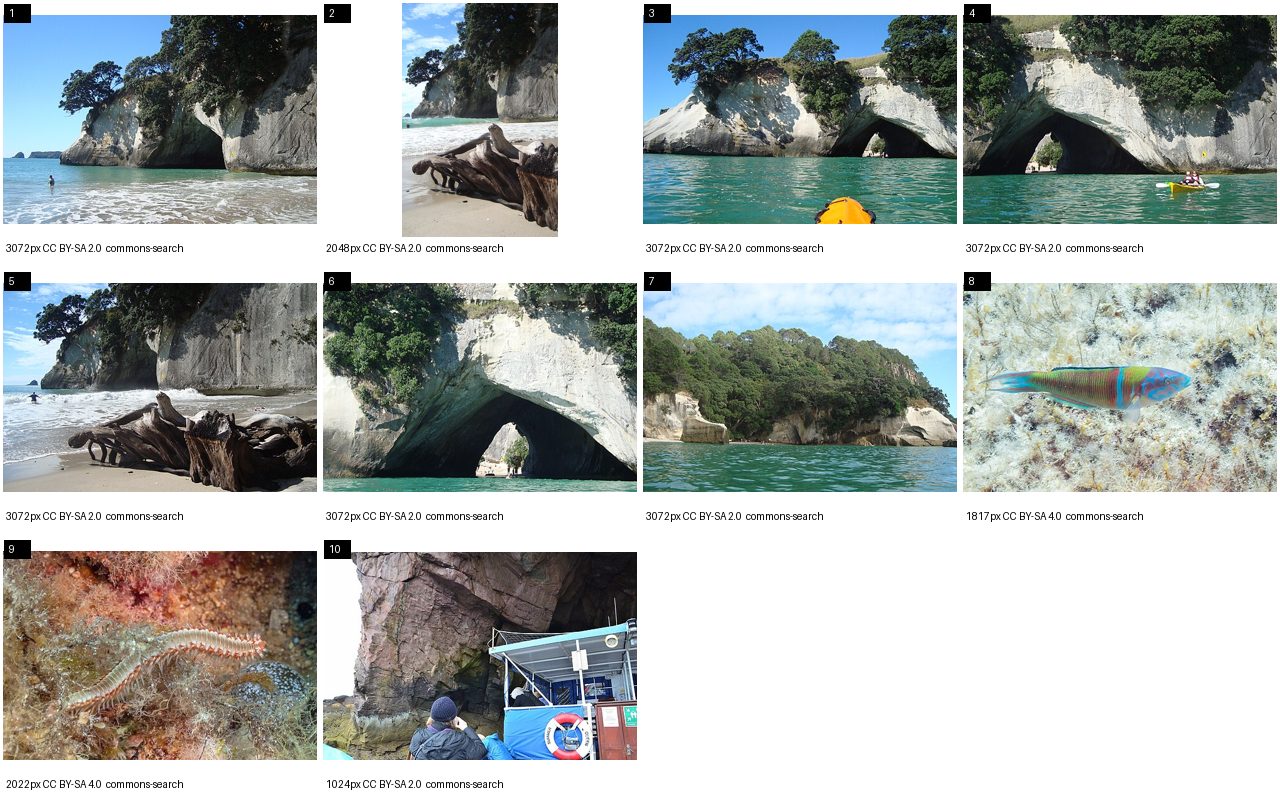 1
2
3
4
3072px CC BY-SA 2.0 commons-search
2048px CC BY-SA 2.0 commons-search
3072px CC BY-SA 2.0 commons-search
3072px CC BY-SA 2.0 commons-search
5
6
7
8
3072px CC BY-SA 2.0 commons-search
3072px CC BY-SA 2.0 commons-search
3072px CC BY-SA 2.0 commons-search
1817px CC BY-SA 4.0 commons-search
9
10
2022px CC BY-SA 4.0 commons-search
1024px CC BY-SA 2.0 commons-search